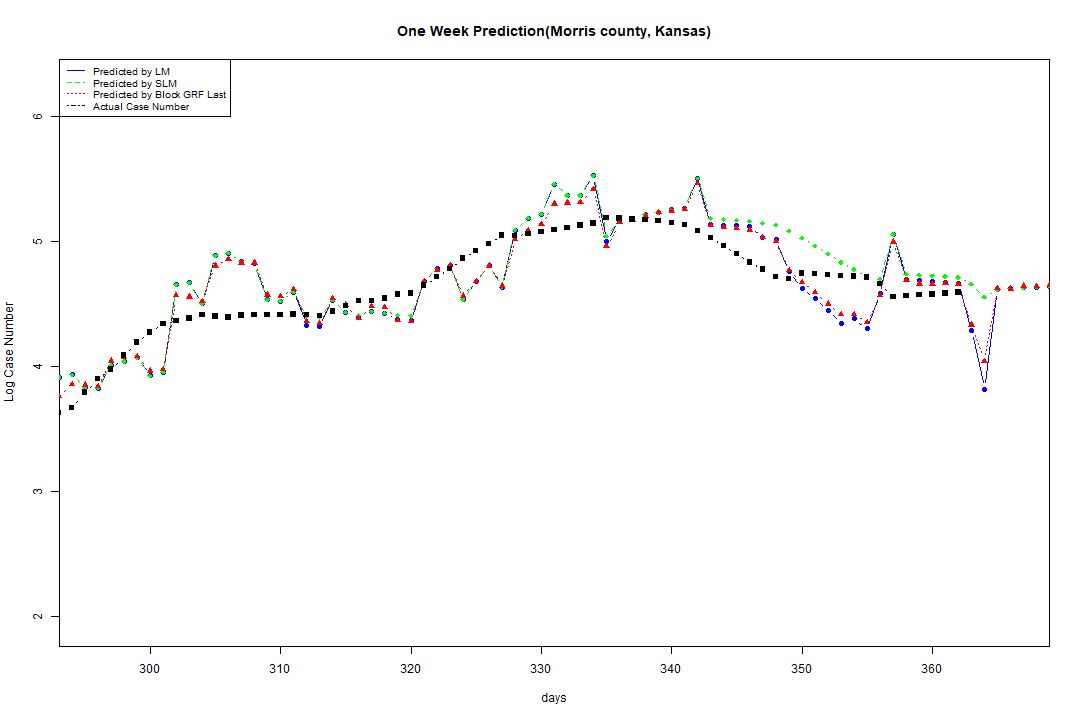 One Week Prediction(Morris county, Kansas)
Predicted by LM
Predicted by SLM
Predicted by Block GRF Last
Actual Case Number
6
5
4
3
2
Log Case Number
300 310 320 330 340 350 360
days